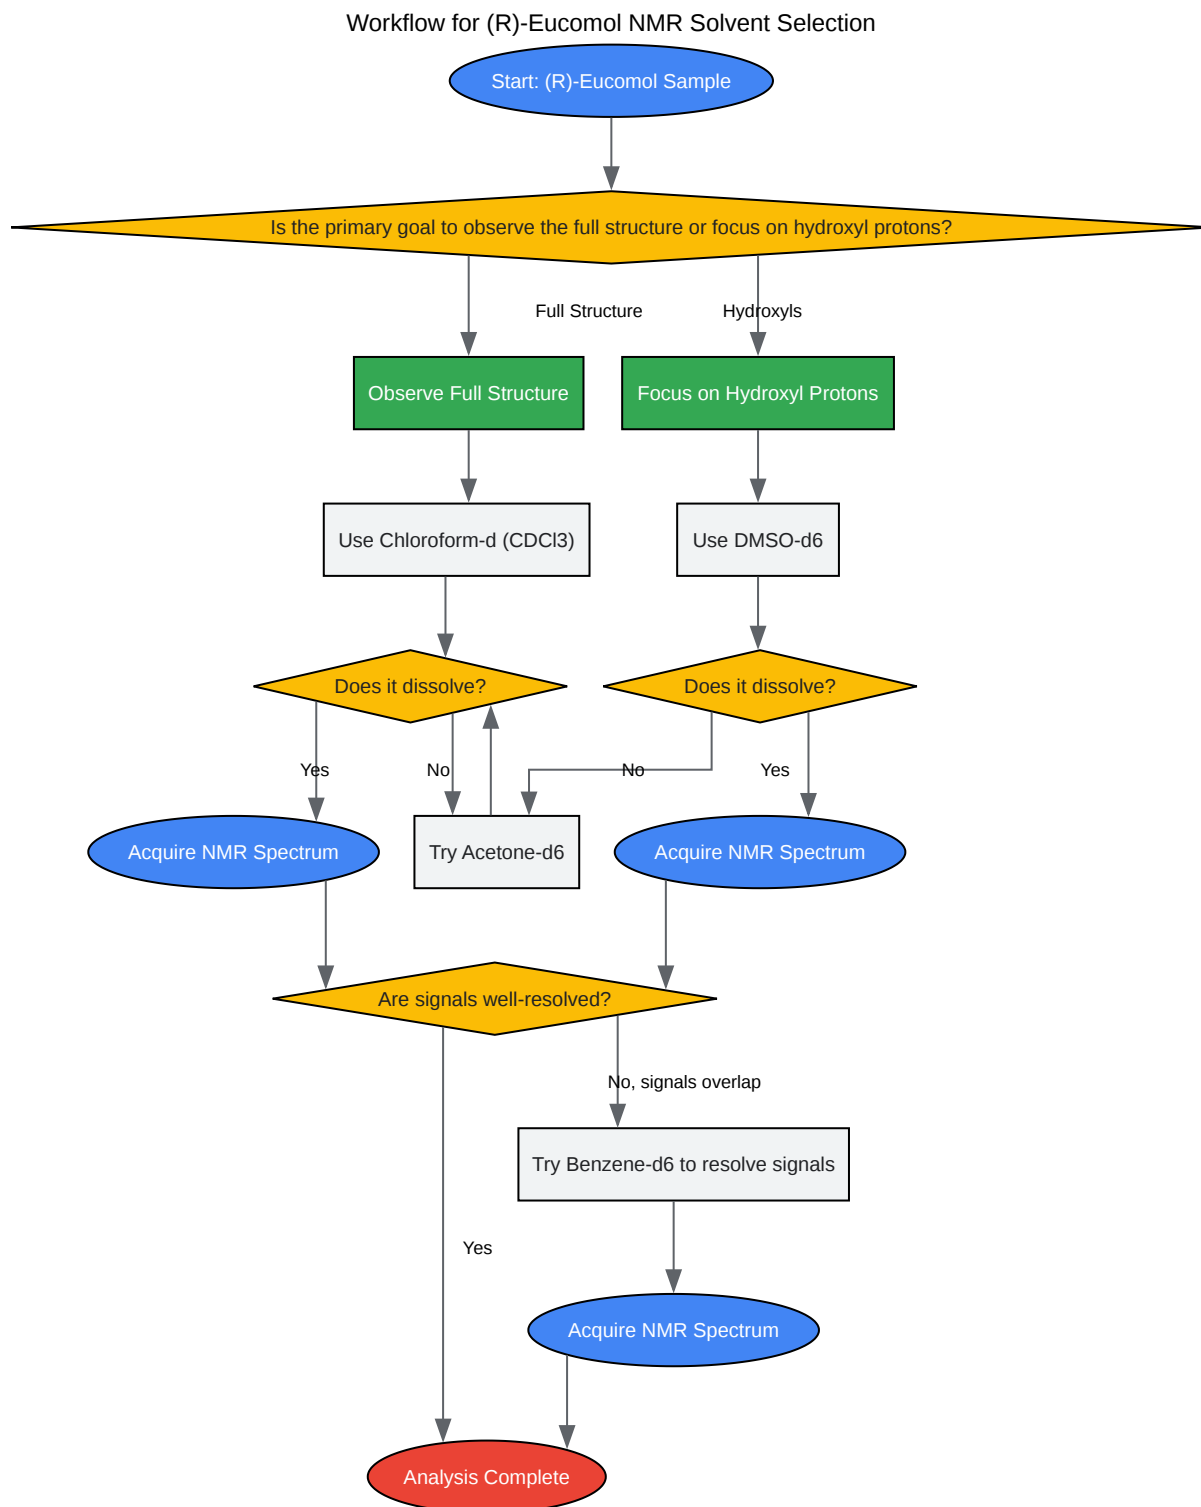 Workflow for (R)-Eucomol NMR Solvent Selection
Start: (R)-Eucomol Sample
Is the primary goal to observe the full structure or focus on hydroxyl protons?
Full Structure
Hydroxyls
Observe Full Structure
Focus on Hydroxyl Protons
Use Chloroform-d (CDCl3)
Use DMSO-d6
Does it dissolve?
Does it dissolve?
Yes
No
No
Yes
Acquire NMR Spectrum
Try Acetone-d6
Acquire NMR Spectrum
Are signals well-resolved?
No, signals overlap
Try Benzene-d6 to resolve signals
Yes
Acquire NMR Spectrum
Analysis Complete